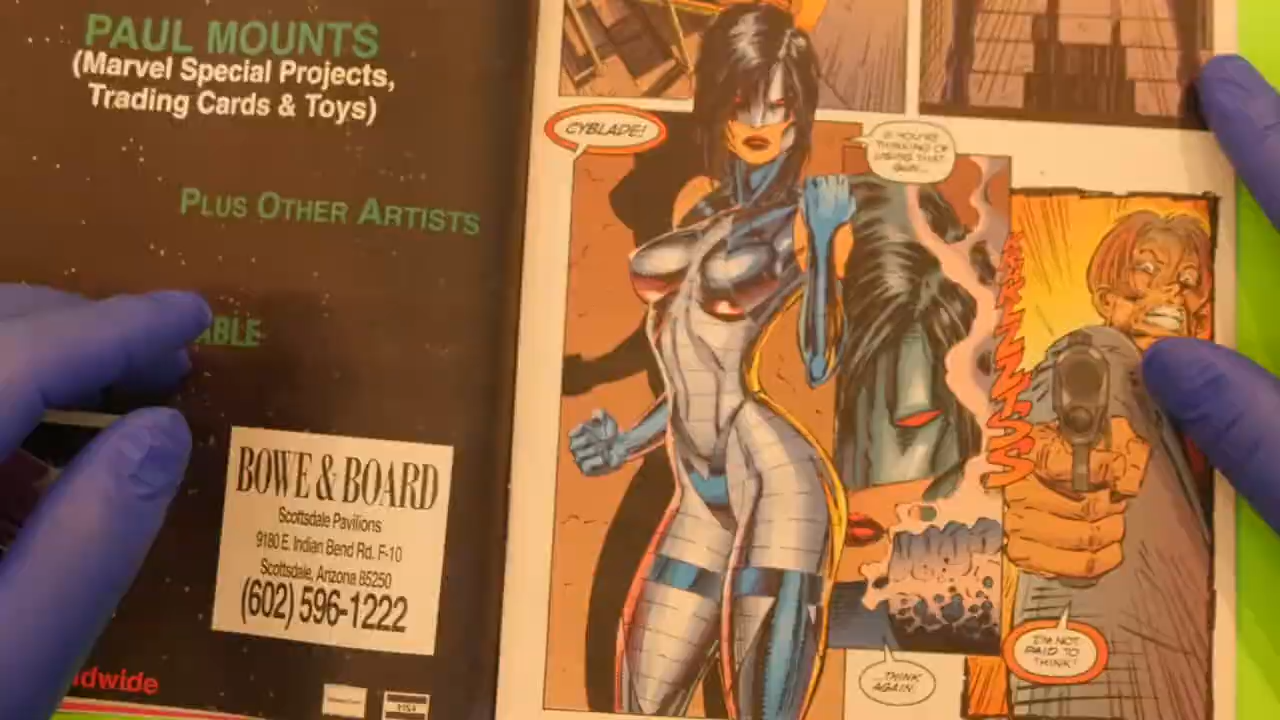 PAUL MOUNTS
(Marvel Special Projects,
Trading Cards & Toys)
PLUS OTHER ARTISTS
ABLE
BOWE & BOARD
Scottsdale Pavilions
9180 E. Indian Bend Rd. F-10
Scottsdale, Arizona 85250
(602) 596-1222
dwide
VISA
CYBLADE!
IF YOU'RE
THINKING OF
USING THAT
GUN...
...THINK
AGAIN!
I'M NOT
PAID TO
THINK!